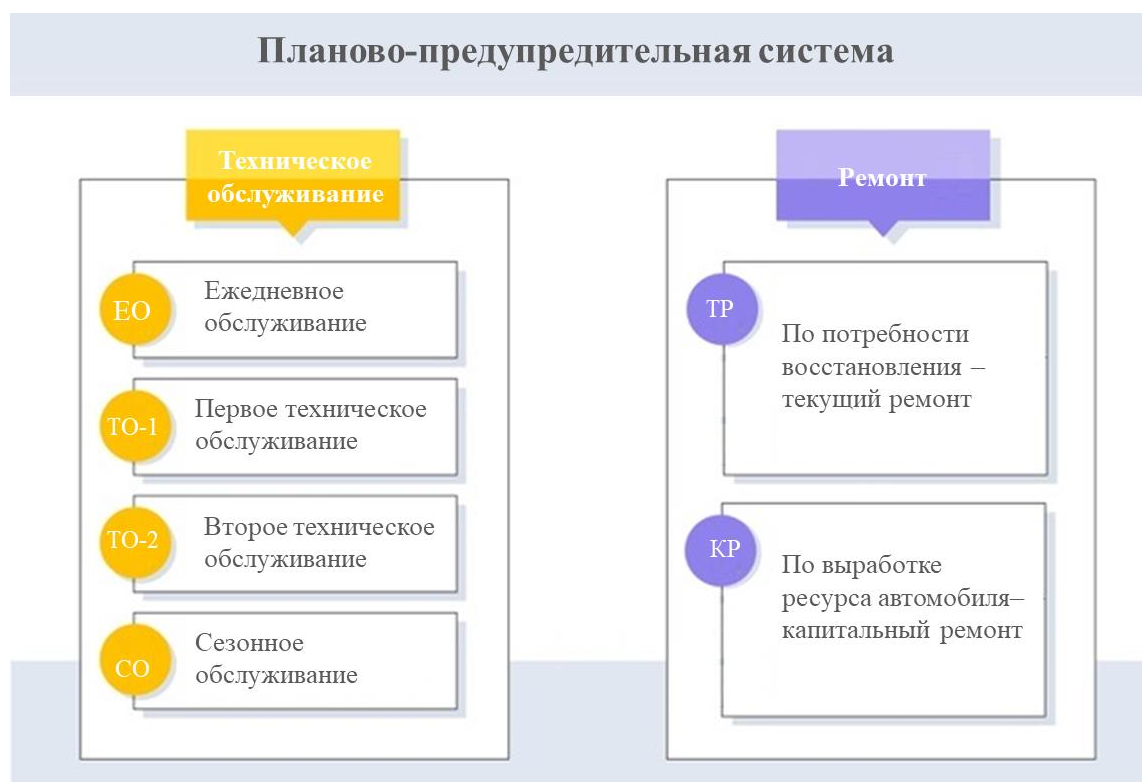 Планово-предупредительная система
Техническое
обслуживание
ЕО
Ежедневное
обслуживание
ТО-1
Первое техническое
обслуживание
ТО-2
Второе техническое
обслуживание
СО
Сезонное
обслуживание
Ремонт
ТР
По потребности
восстановления –
текущий ремонт
КР
По выработке
ресурса автомобиля–
капитальный ремонт